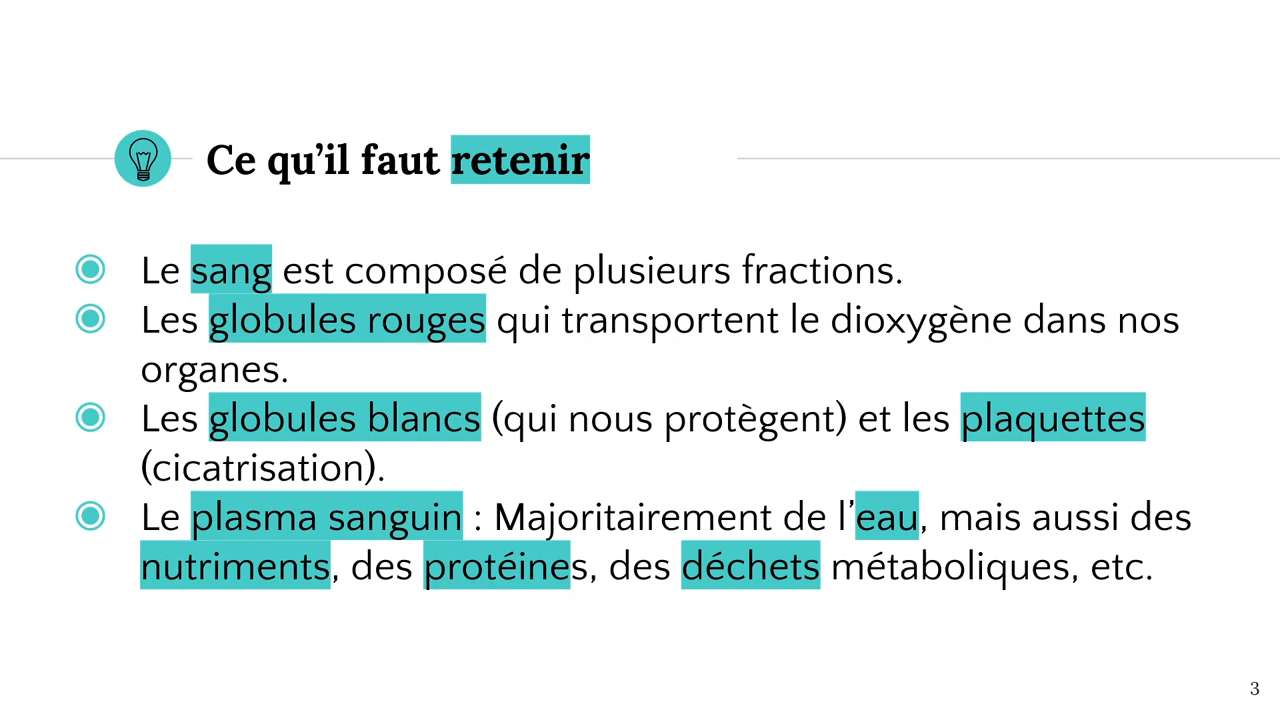 Ce qu’il faut retenir
Le sang est composé de plusieurs fractions.
Les globules rouges qui transportent le dioxygène dans nos
organes.
Les globules blancs (qui nous protègent) et les plaquettes
(cicatrisation).
Le plasma sanguin : Majoritairement de l’eau, mais aussi des
nutriments, des protéines, des déchets métaboliques, etc.
3